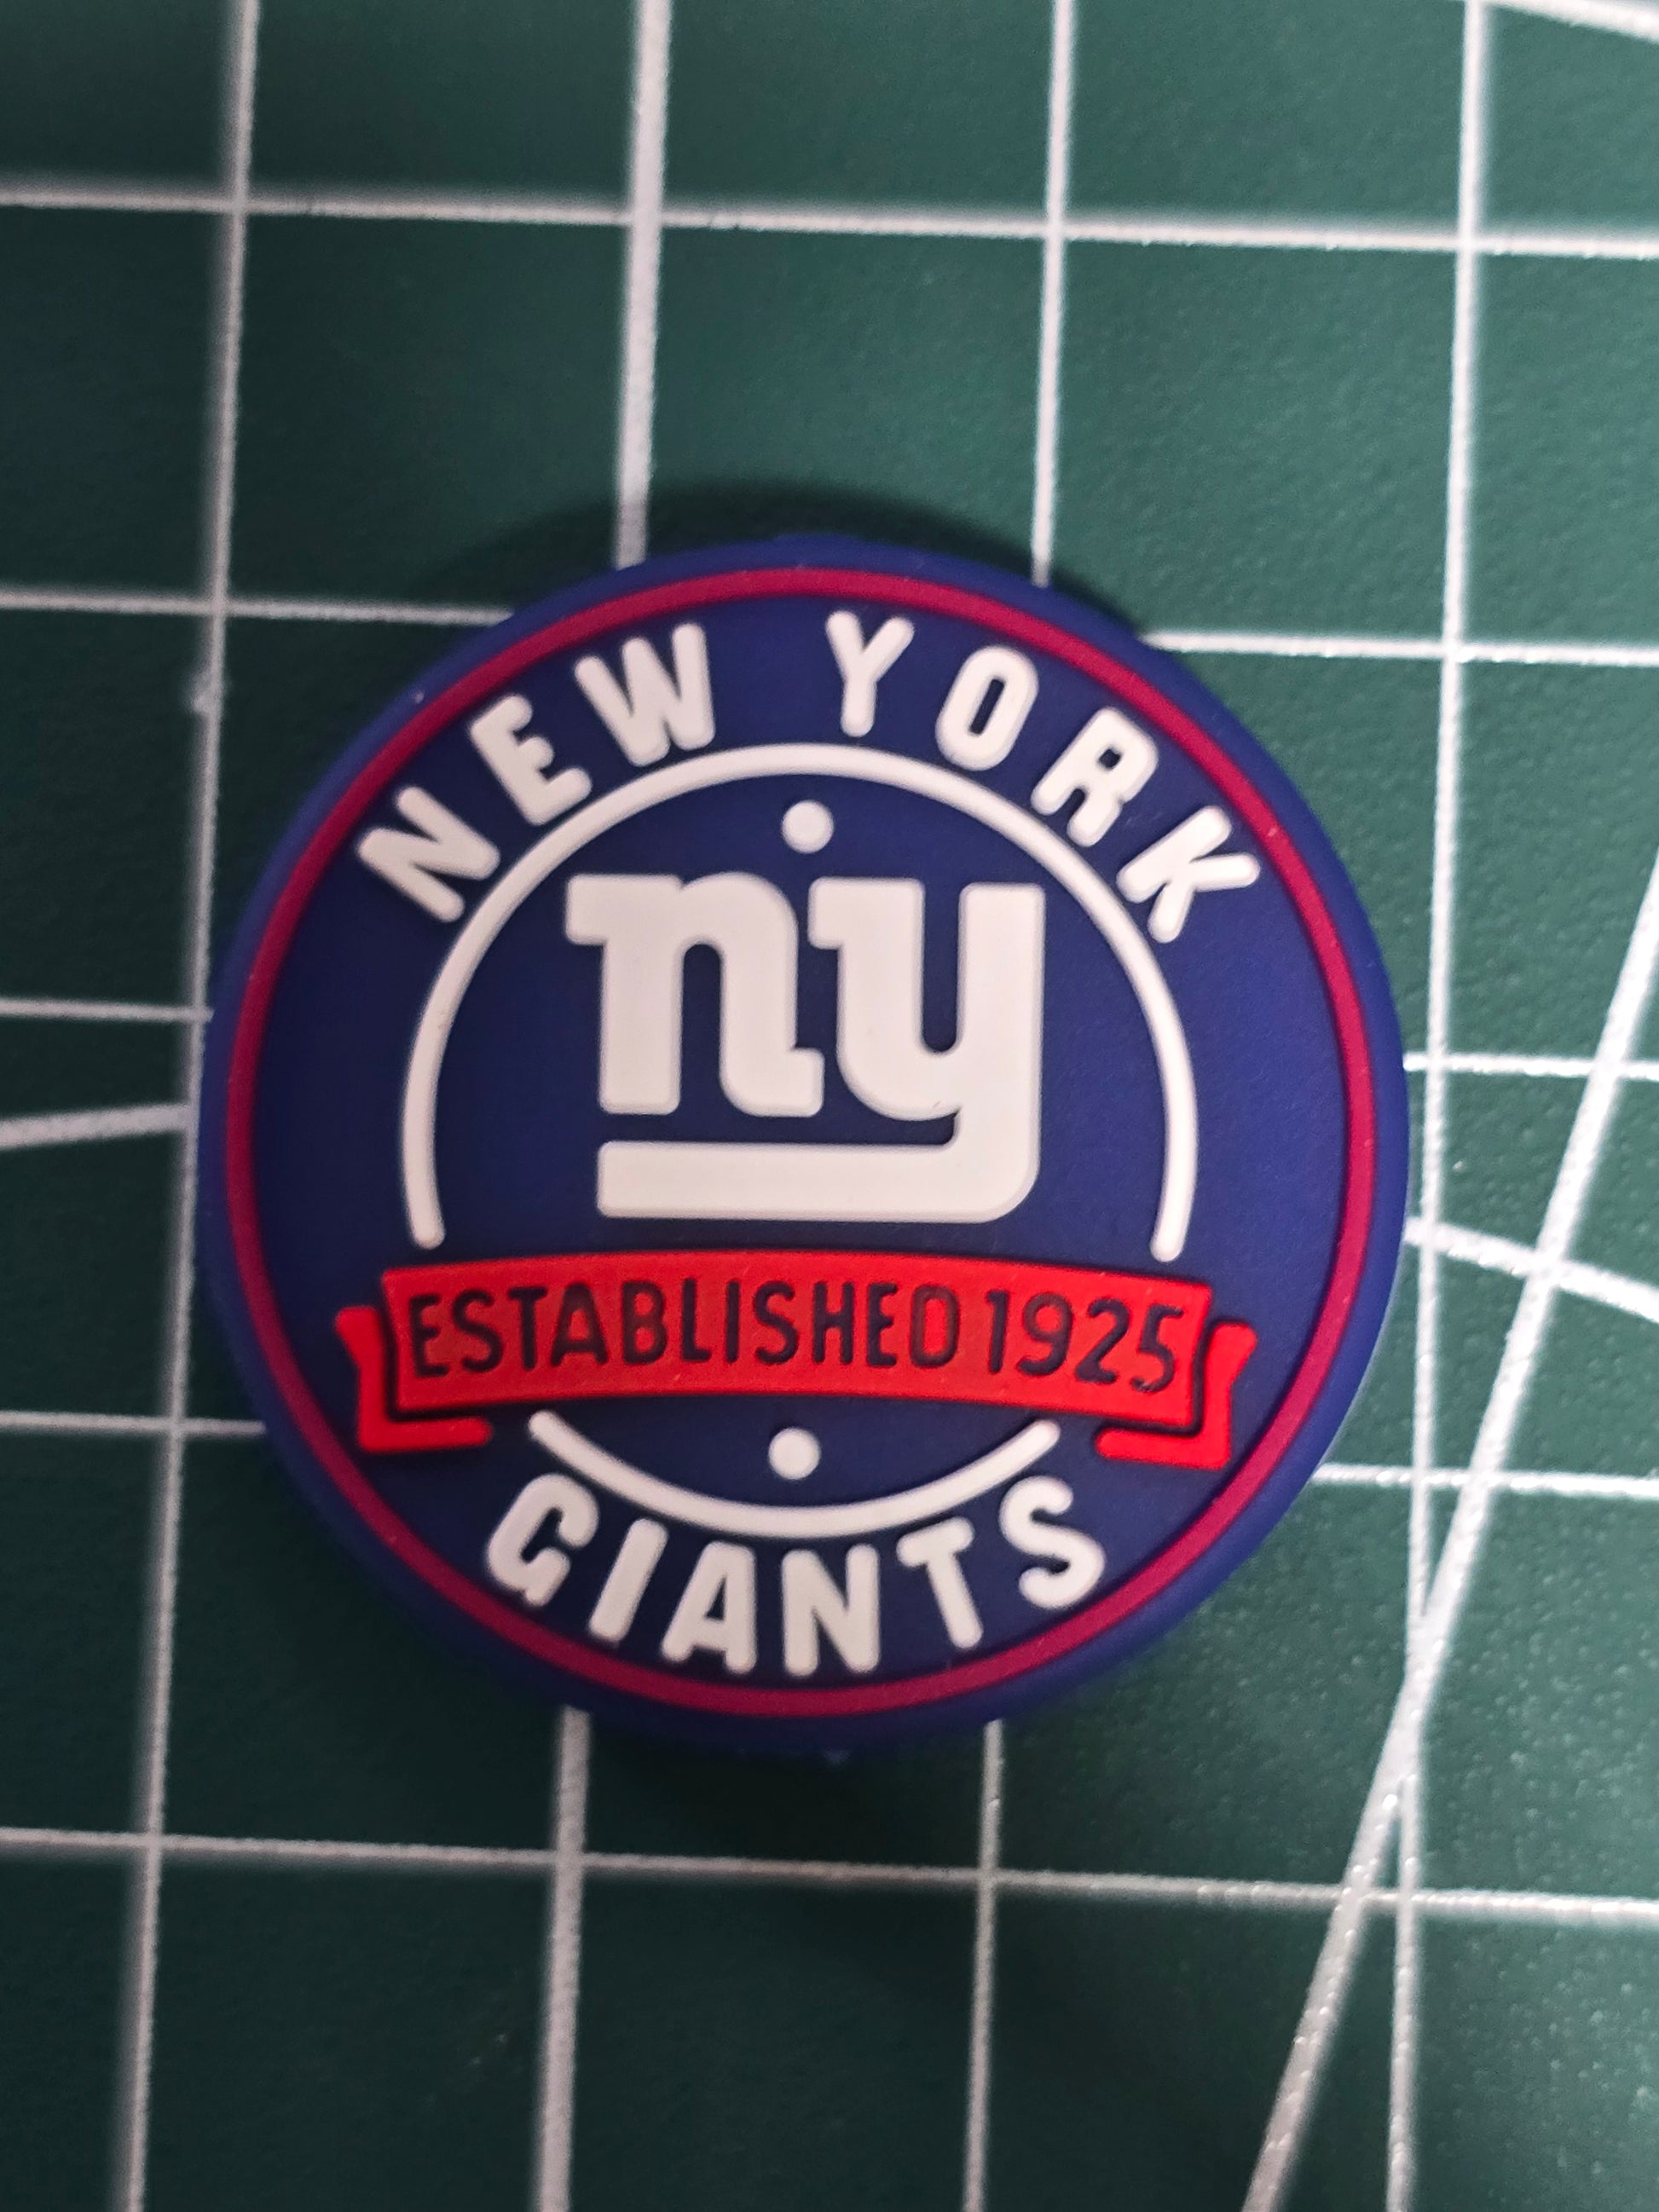 NEW YORK
ny
ESTABLISHED 1925
GIANTS